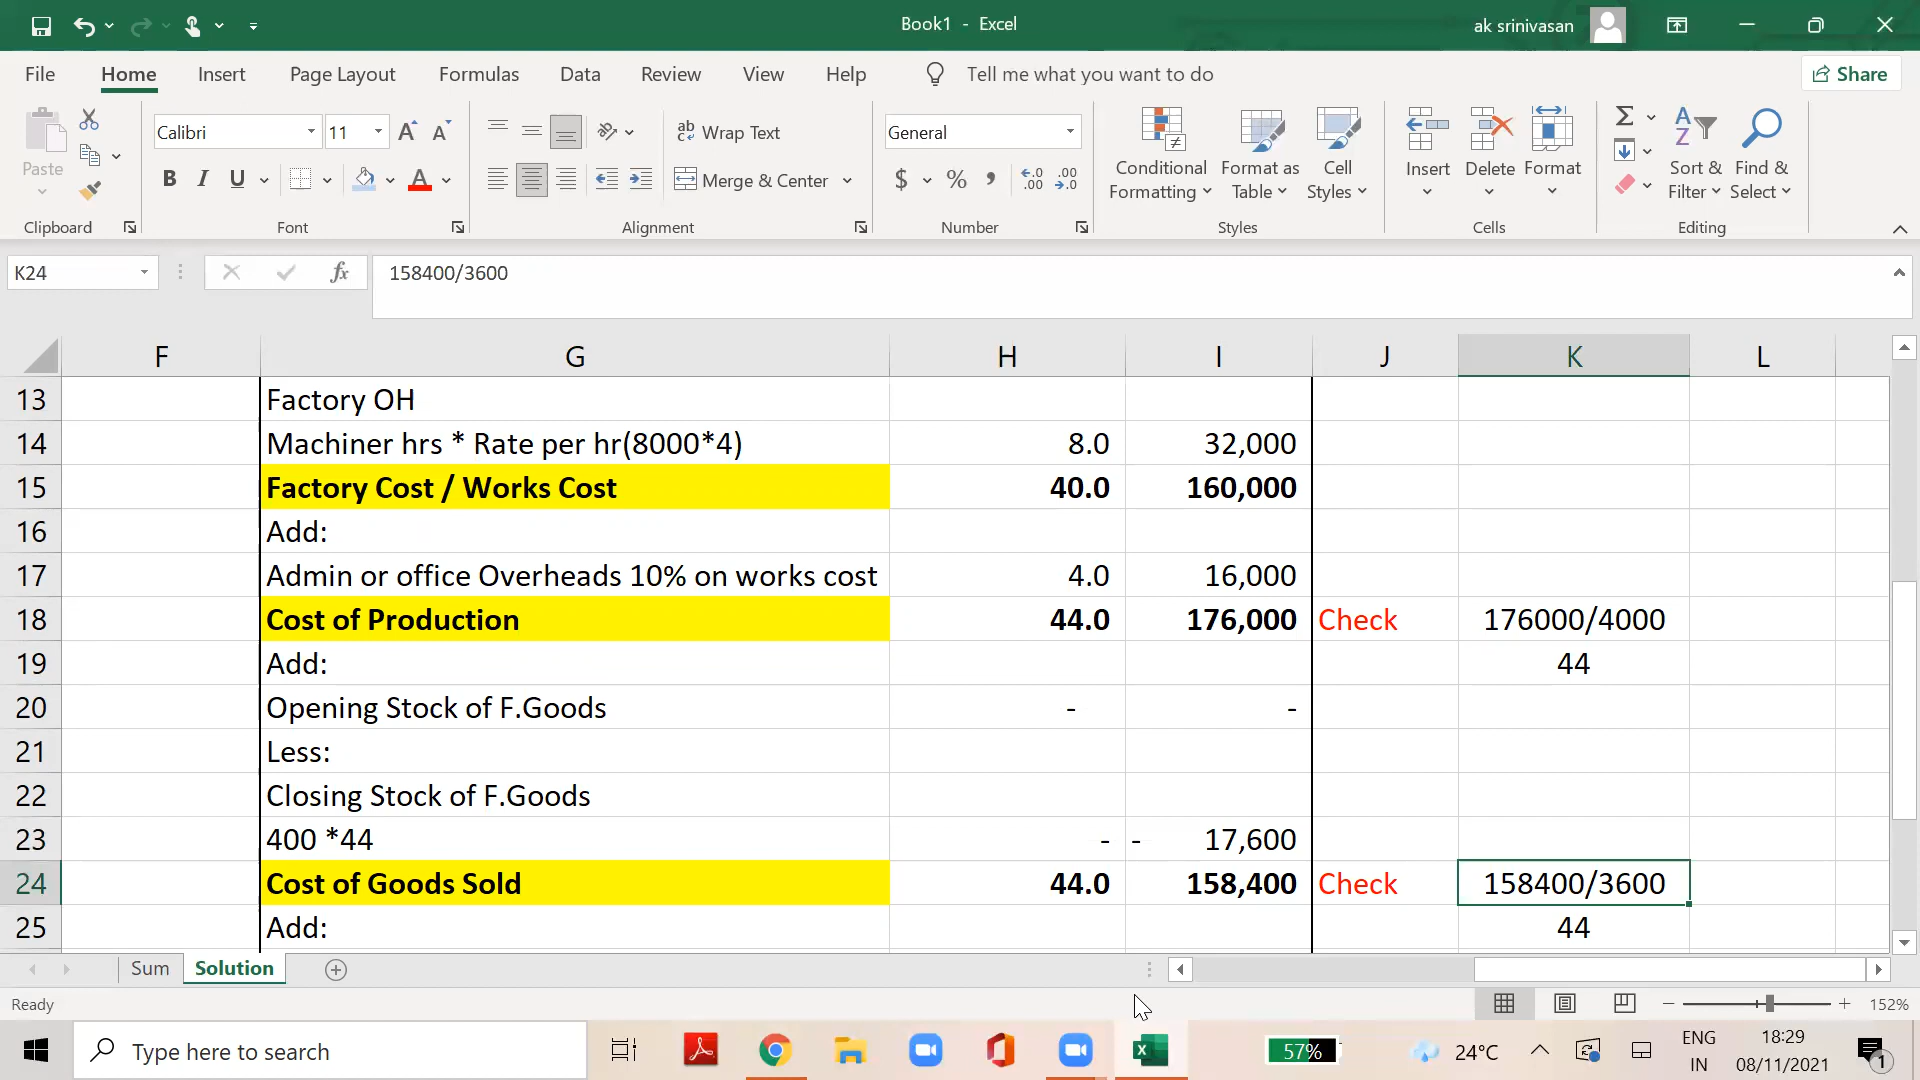 Book1 - Excel
ak srinivasan
File Home Insert Page Layout Formulas Data Review View Help Tell me what you want to do
Share
Paste
Clipboard
Calibri 11
B I U
Font
Wrap Text
Merge & Center
Alignment
General
$ % ,
Number
Conditional Formatting
Format as Table
Cell Styles
Styles
Insert Delete Format
Cells
Sort & Filter
Find & Select
Editing
K24 fx 158400/3600
F G H I J K L
13 Factory OH
14 Machiner hrs * Rate per hr(8000*4) 8.0 32,000
15 Factory Cost / Works Cost 40.0 160,000
16 Add:
17 Admin or office Overheads 10% on works cost 4.0 16,000
18 Cost of Production 44.0 176,000 Check 176000/4000
19 Add: 44
20 Opening Stock of F.Goods - -
21 Less:
22 Closing Stock of F.Goods
23 400 *44 - - 17,600
24 Cost of Goods Sold 44.0 158,400 Check 158400/3600
25 Add: 44
Sum Solution
Ready
152%
Type here to search
57%
24°C
ENG
IN
18:29
08/11/2021
1